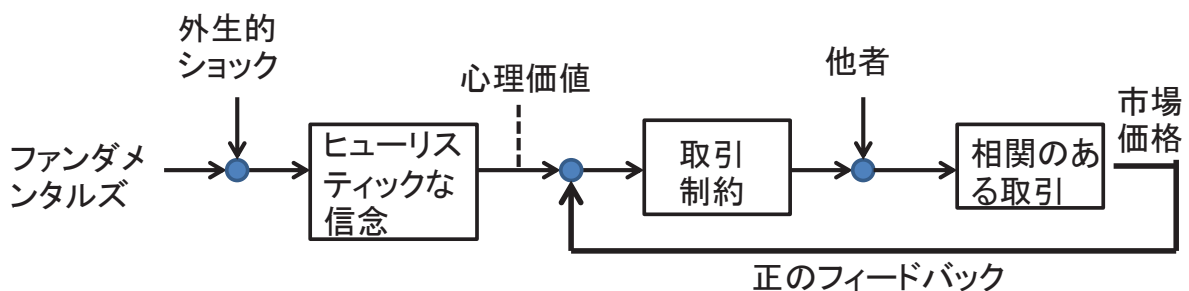 外生的
ショック
ファンダメ
ンタルズ
ヒューリス
ティックな
信念
心理価値
取引
制約
他者
相関のあ
る取引
市場
価格
正のフィードバック